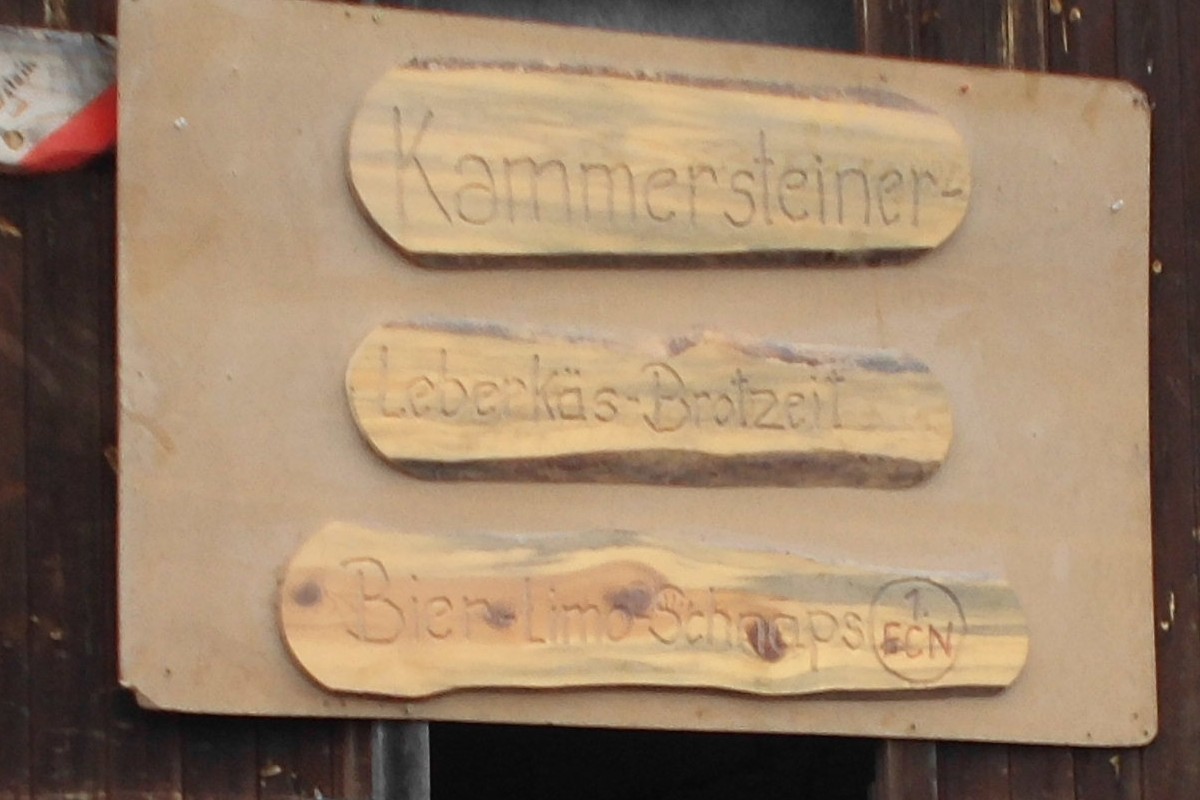 Kammersteiner-
Leberkäs-Brotzeit
Bier-Limo-Schnaps
1.
FCN